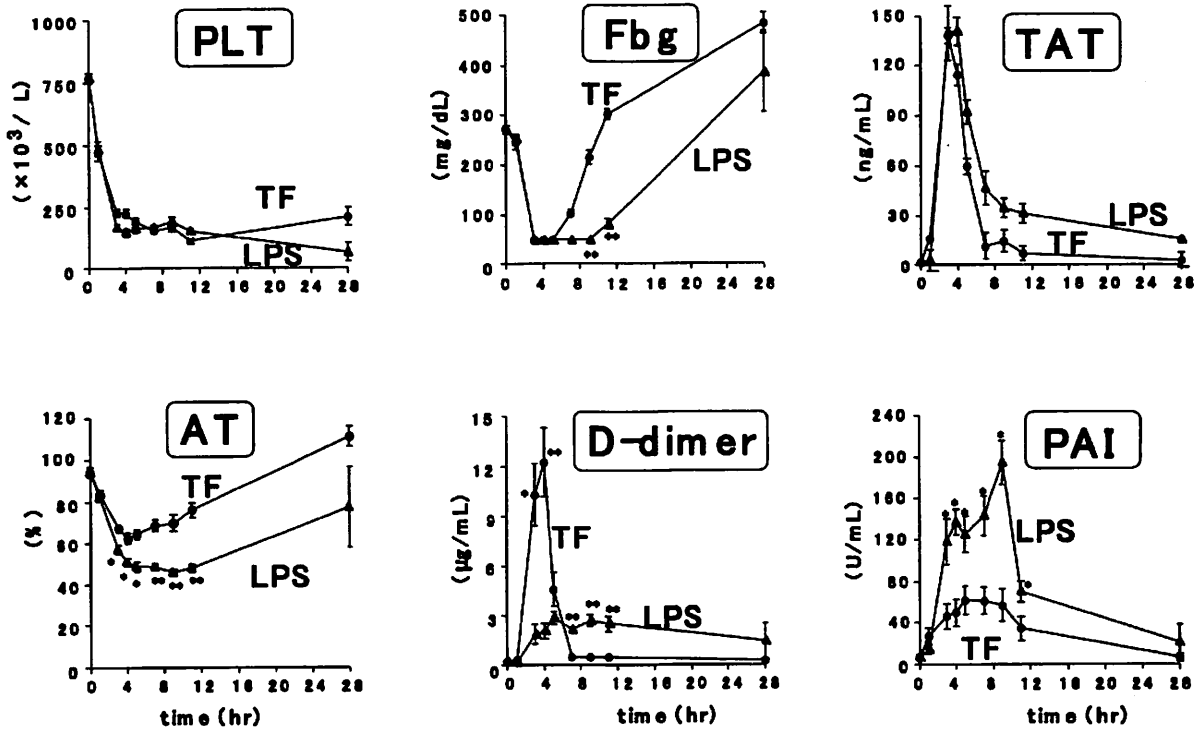 PLT
(×10³/ L)
1000
750
500
250
0
TF
LPS
0 4 8 12 16 20 24 28
Fbg
(mg/dL)
500
400
300
200
100
0
TF
LPS
** **
0 4 8 12 16 20 24 28
TAT
(ng/mL)
150
120
90
60
30
0
LPS
TF
0 4 8 12 16 20 24 28
AT
(%)
120
100
80
60
40
20
0
TF
LPS
* * * ** ** **
0 4 8 12 16 20 24 28
time (hr)
D-dimer
(μg/mL)
15
12
9
6
3
0
* **
TF
** ** **
LPS
0 4 8 12 16 20 24 28
time (hr)
PAI
(U/mL)
240
200
160
120
80
40
0
* * * * * *
LPS
TF
0 4 8 12 16 20 24 28
time (hr)